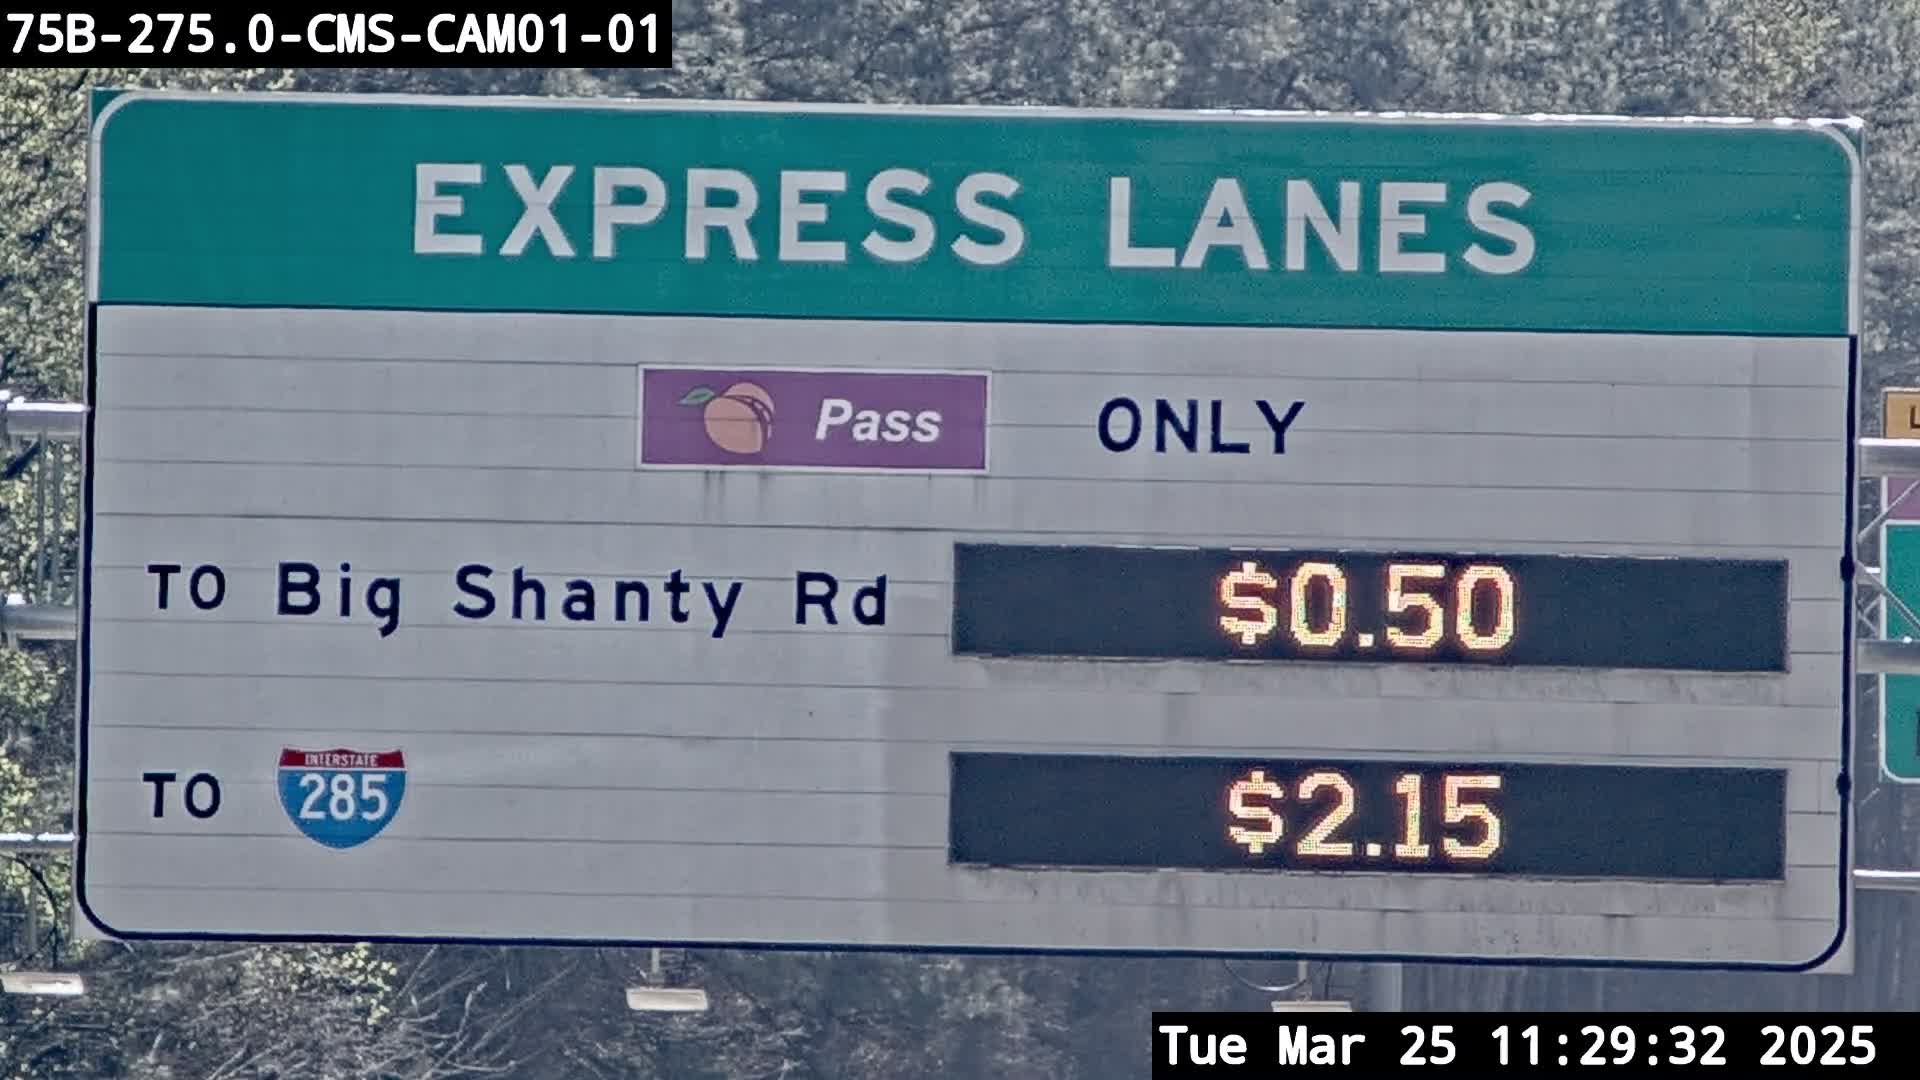 75B-275.0-CMS-CAM01-01
EXPRESS LANES
Pass ONLY
TO Big Shanty Rd $0.50
TO INTERSTATE 285 $2.15
Tue Mar 25 11:29:32 2025